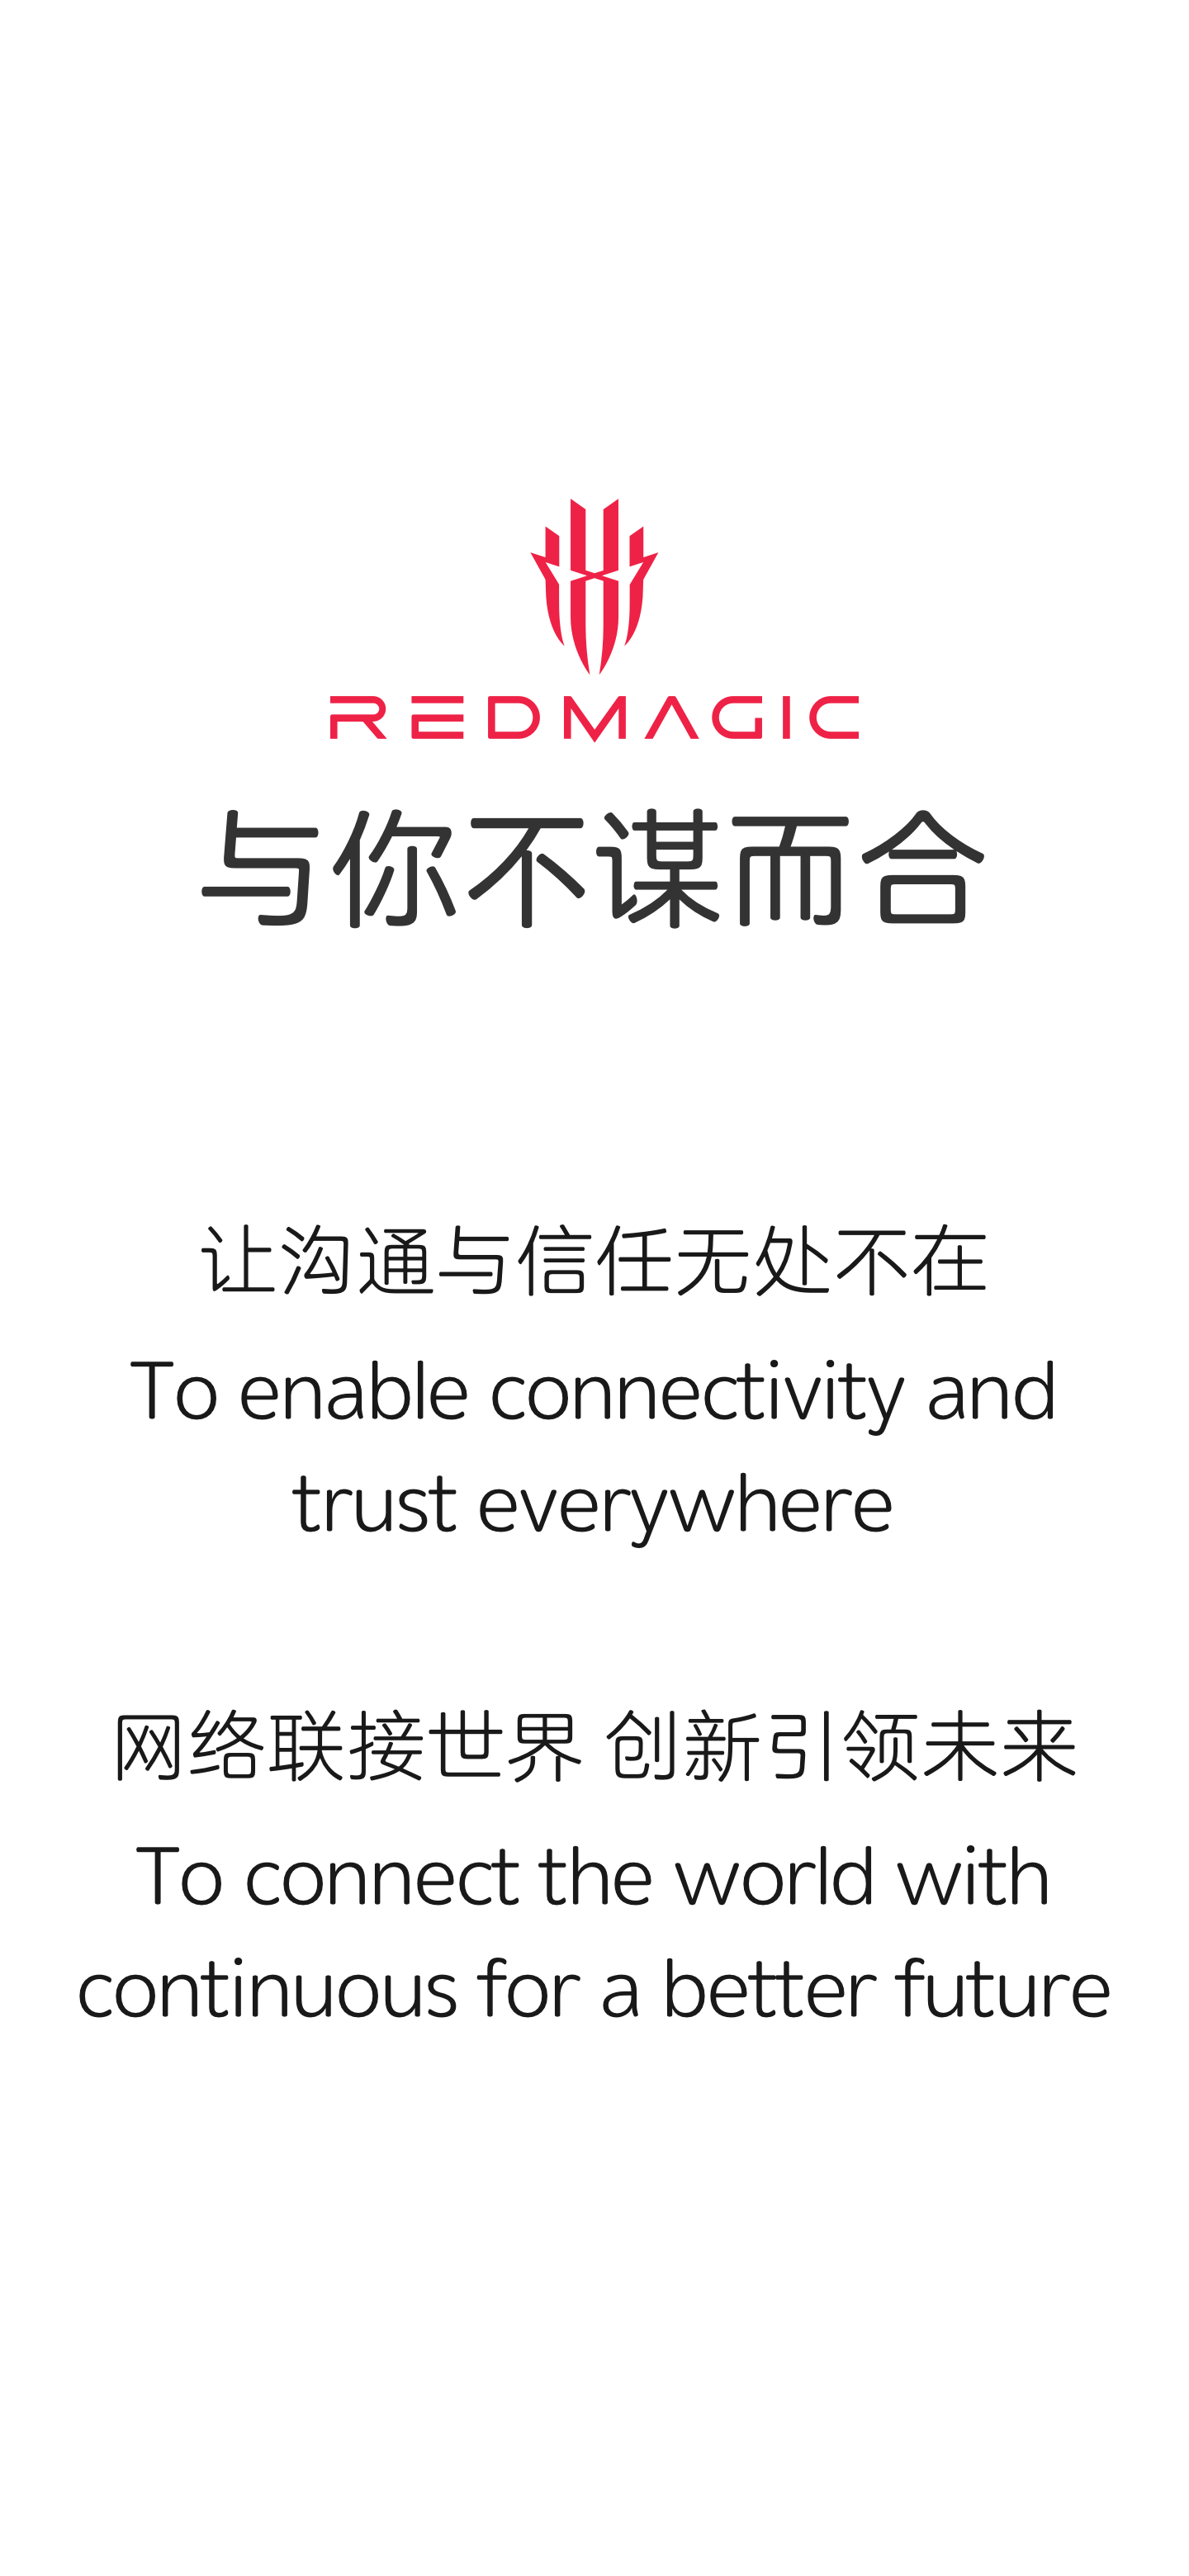 REDMAGIC
与你不谋而合
让沟通与信任无处不在
To enable connectivity and
trust everywhere
网络联接世界 创新引领未来
To connect the world with
continuous for a better future